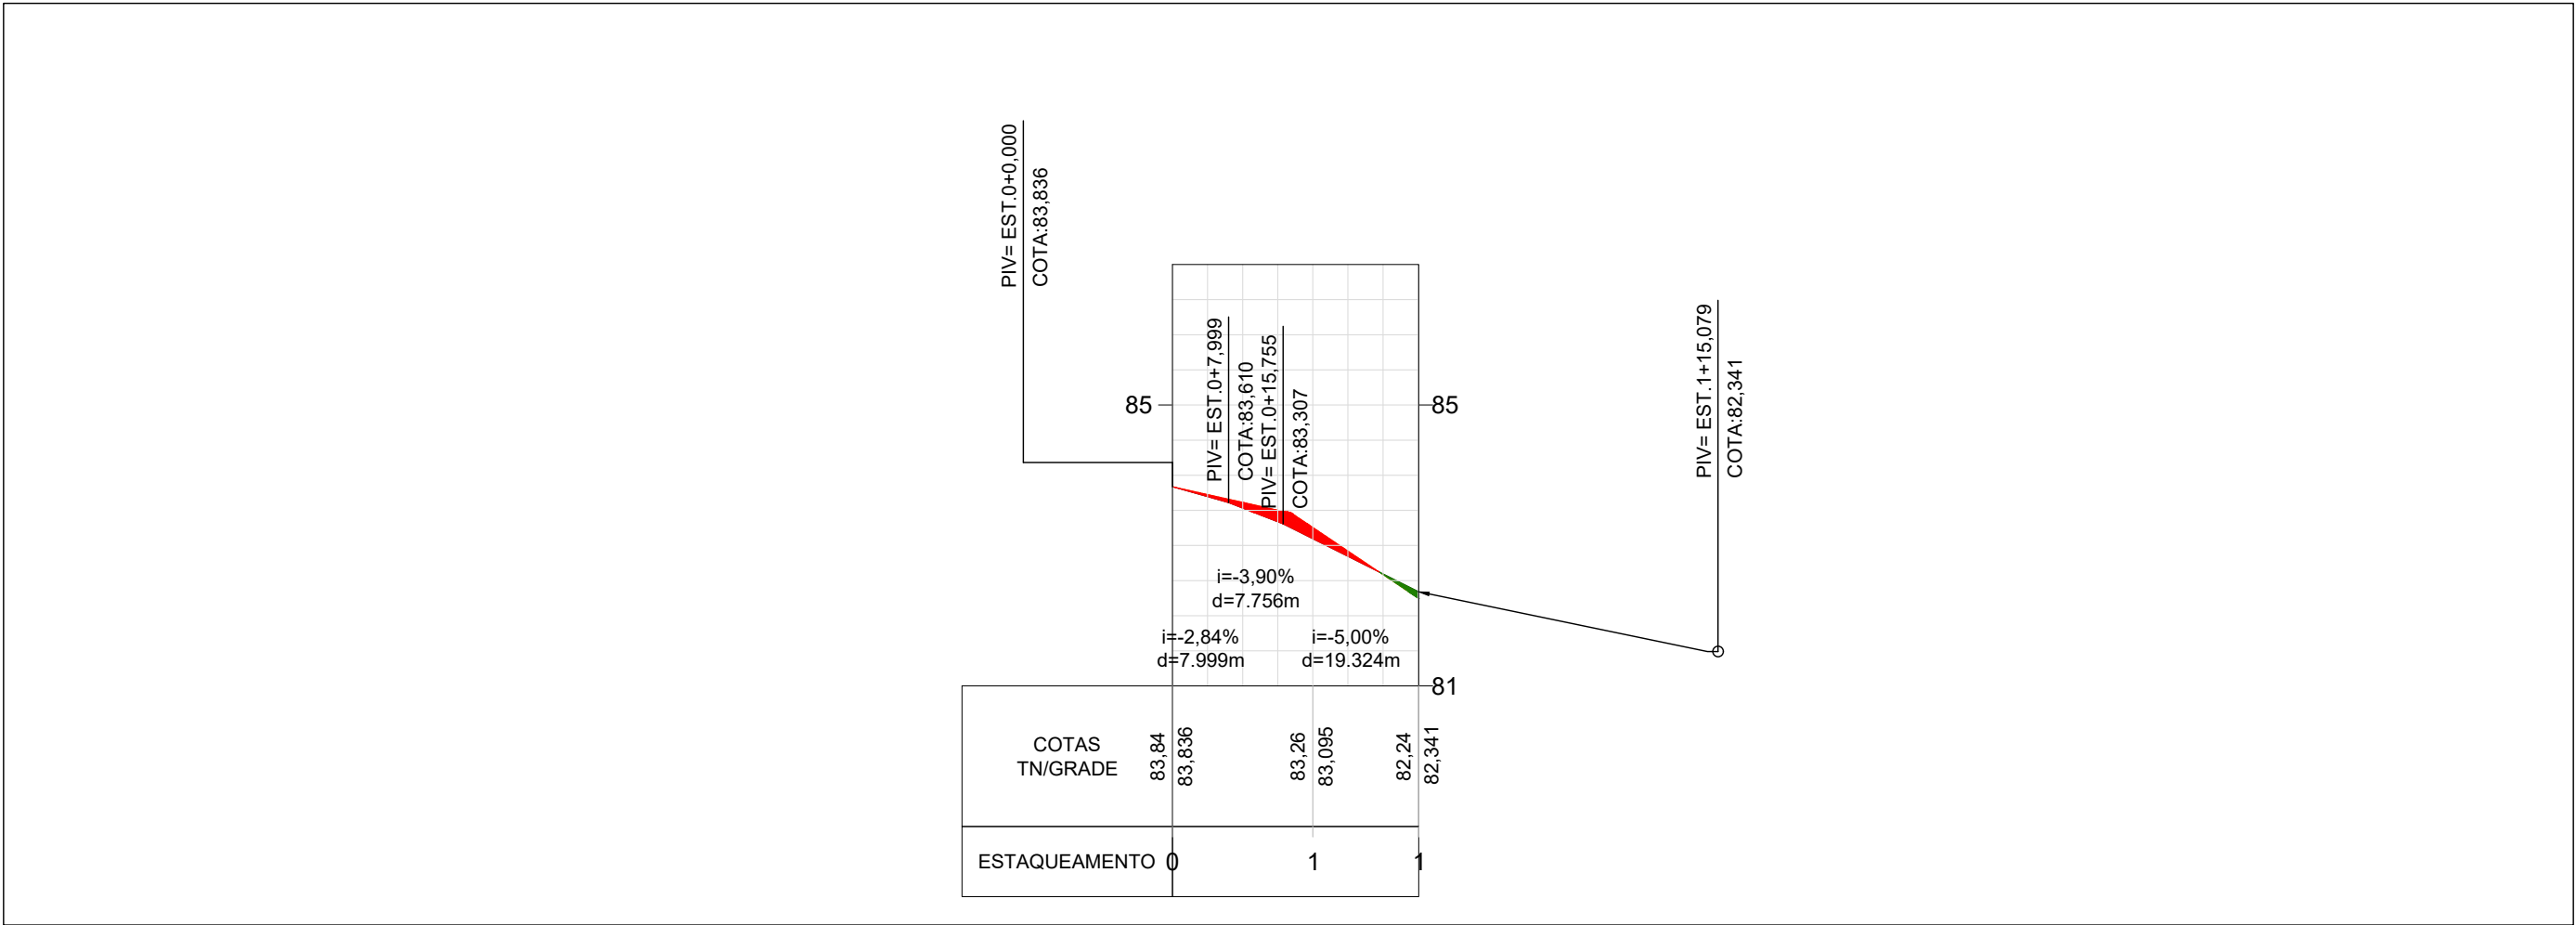 PIV= EST.0+0,000
COTA:83,836
PIV= EST.0+7,999
COTA:83,610
PIV= EST.0+15,755
COTA:83,307
PIV= EST.1+15,079
COTA:82,341
85
85
i=-3,90%
d=7.756m
i=-2,84%
d=7.999m
i=-5,00%
d=19.324m
81
COTAS
TN/GRADE
83,84
83,836
83,26
83,095
82,24
82,341
ESTAQUEAMENTO 0 1 1